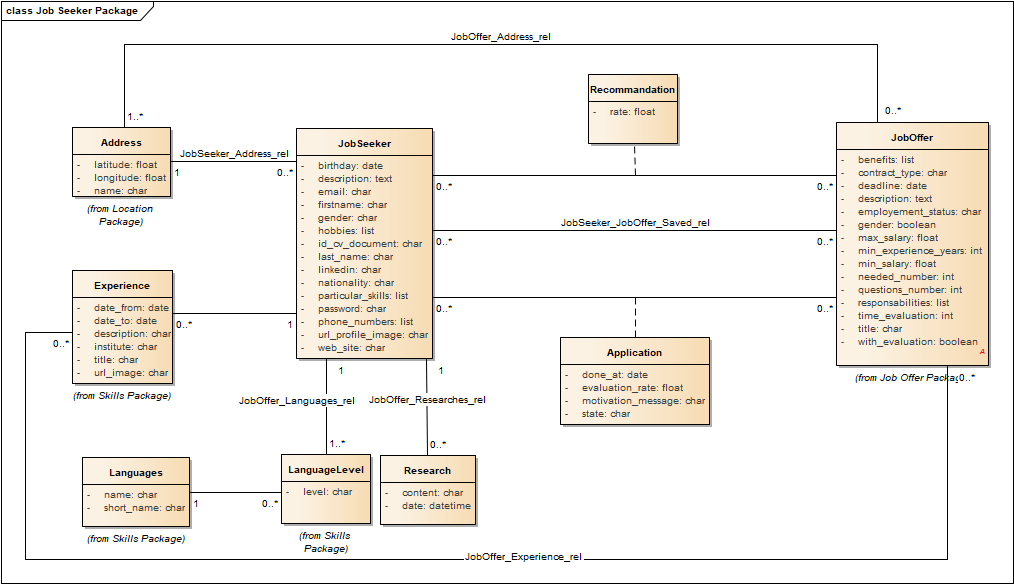 class Job Seeker Package
JobOffer_Address_rel
1..*
0..*
Recommandation
- rate: float
Address
- latitude: float
- longitude: float
- name: char
(from Location
Package)
JobSeeker_Address_rel
1
0..*
JobSeeker
- birthday: date
- description: text
- email: char
- firstname: char
- gender: char
- hobbies: list
- id_cv_document: char
- last_name: char
- linkedin: char
- nationality: char
- particular_skills: list
- password: char
- phone_numbers: list
- url_profile_image: char
- web_site: char
0..*
0..*
JobSeeker_JobOffer_Saved_rel
0..*
0..*
0..*
0..*
JobOffer
- benefits: list
- contract_type: char
- deadline: date
- description: text
- employement_status: char
- gender: boolean
- max_salary: float
- min_experience_years: int
- min_salary: float
- needed_number: int
- questions_number: int
- responsabilities: list
- time_evaluation: int
- title: char
- with_evaluation: boolean
A
(from Job Offer Packag
0..*
Experience
- date_from: date
- date_to: date
- description: char
- institute: char
- title: char
- url_image: char
(from Skills Package)
0..*
1
0..*
Application
- done_at: date
- evaluation_rate: float
- motivation_message: char
- state: char
1
1
JobOffer_Languages_rel
JobOffer_Researches_rel
1..*
0..*
Languages
- name: char
- short_name: char
(from Skills Package)
1
0..*
LanguageLevel
- level: char
(from Skills
Package)
Research
- content: char
- date: datetime
JobOffer_Experience_rel